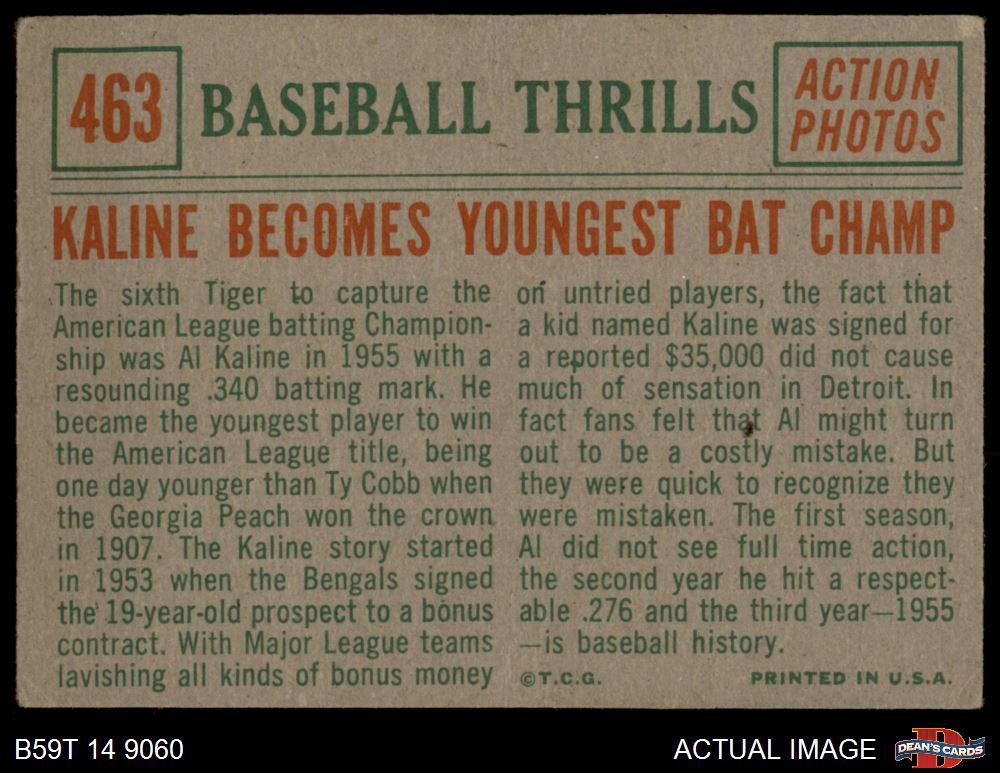 463
BASEBALL THRILLS
ACTION
PHOTOS
KALINE BECOMES YOUNGEST BAT CHAMP
The sixth Tiger to capture the
American League batting Champion-
ship was Al Kaline in 1955 with a
resounding .340 batting mark. He
became the youngest player to win
the American League title, being
one day younger than Ty Cobb when
the Georgia Peach won the crown
in 1907. The Kaline story started
in 1953 when the Bengals signed
the 19-year-old prospect to a bonus
contract. With Major League teams
lavishing all kinds of bonus money
on untried players, the fact that
a kid named Kaline was signed for
a reported $35,000 did not cause
much of sensation in Detroit. In
fact fans felt that Al might turn
out to be a costly mistake. But
they were quick to recognize they
were mistaken. The first season,
Al did not see full time action,
the second year he hit a respect-
able .276 and the third year—1955
—is baseball history.
©T.C.G.
PRINTED IN U.S.A.
B59T 14 9060
ACTUAL IMAGE
D
DEAN'S CARDS